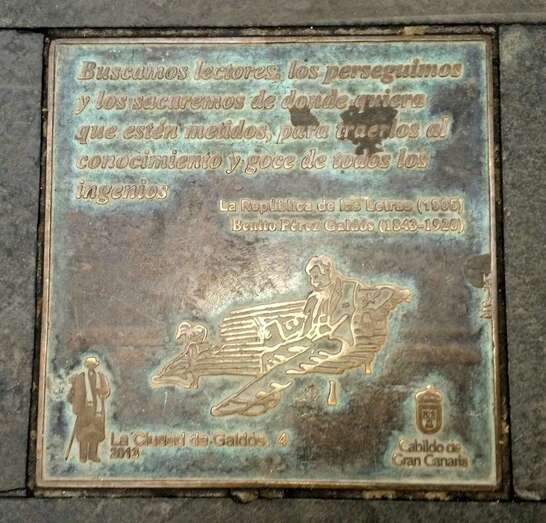 Buscamos lectores, los perseguimos
y los sacaremos de donde quiera
que estén metidos, para traerlos al
conocimiento y goce de todos los
ingenios
La República de las Letras (1905)
Benito Pérez Galdós (1843-1920)
La Ciudad de Galdós, 4
2013
Cabildo de
Gran Canaria